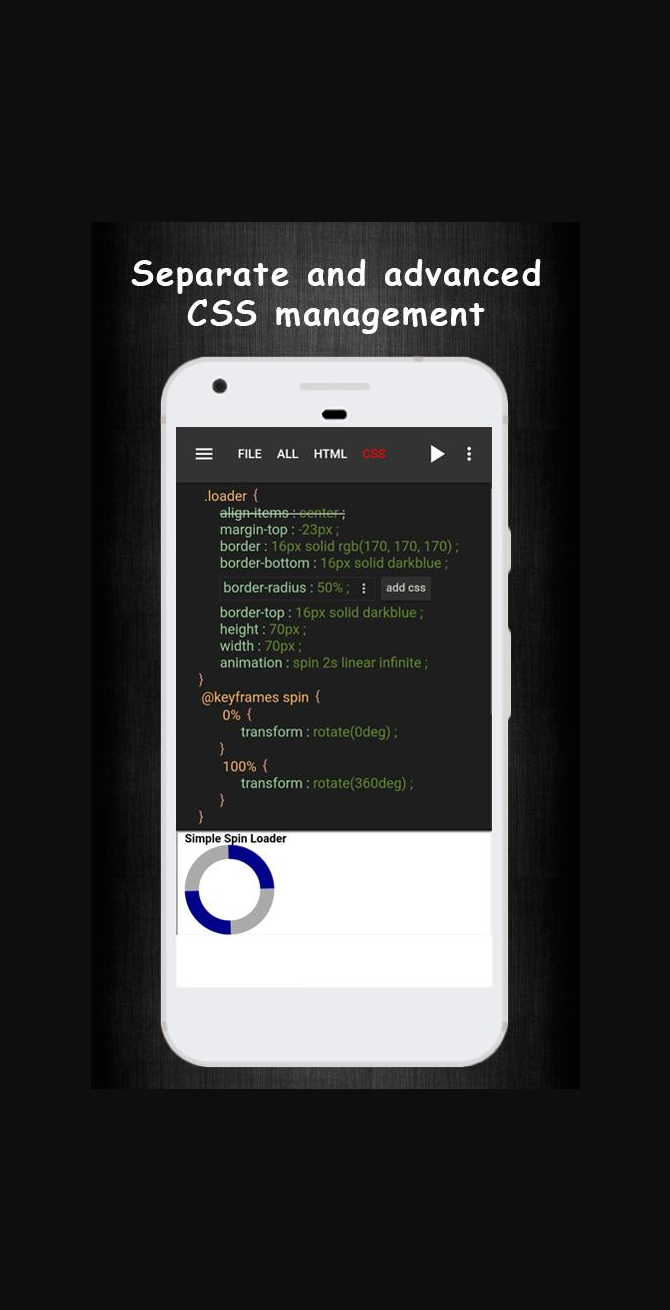 Separate and advanced
CSS management
FILE ALL HTML CSS
.loader {
align-items : center ;
margin-top : -23px ;
border : 16px solid rgb(170, 170, 170) ;
border-bottom : 16px solid darkblue ;
border-radius : 50% ; add css
border-top : 16px solid darkblue ;
height : 70px ;
width : 70px ;
animation : spin 2s linear infinite ;
}
@keyframes spin {
0% {
transform : rotate(0deg) ;
}
100% {
transform : rotate(360deg) ;
}
}
Simple Spin Loader